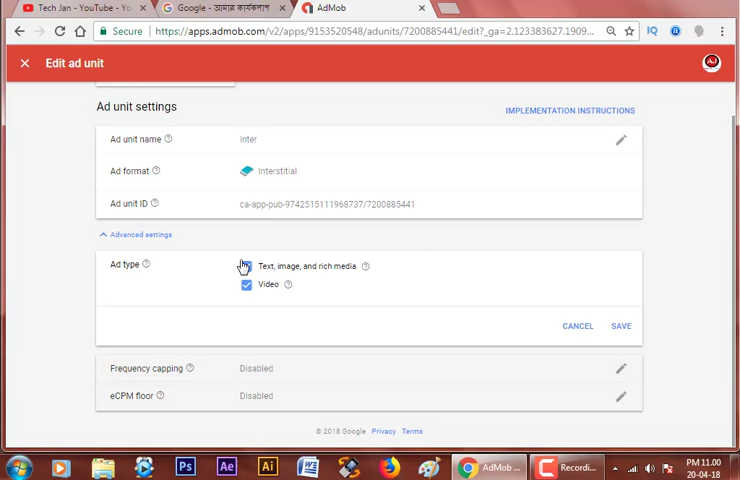 Tech Jan - YouTube - Yo
Google - আমার কার্যকলাপ
AdMob
Secure
https://apps.admob.com/v2/apps/9153520548/adunits/7200885441/edit?_ga=2.123383627.1909...
IQ
Edit ad unit
Ad unit settings
IMPLEMENTATION INSTRUCTIONS
Ad unit name
inter
Ad format
Interstitial
Ad unit ID
ca-app-pub-9742515111968737/7200885441
Advanced settings
Ad type
Text, image, and rich media
Video
CANCEL
SAVE
Frequency capping
Disabled
eCPM floor
Disabled
© 2018 Google Privacy Terms
Ps
Ae
Ai
AdMob ...
Recordi...
PM 11.00
20-04-18